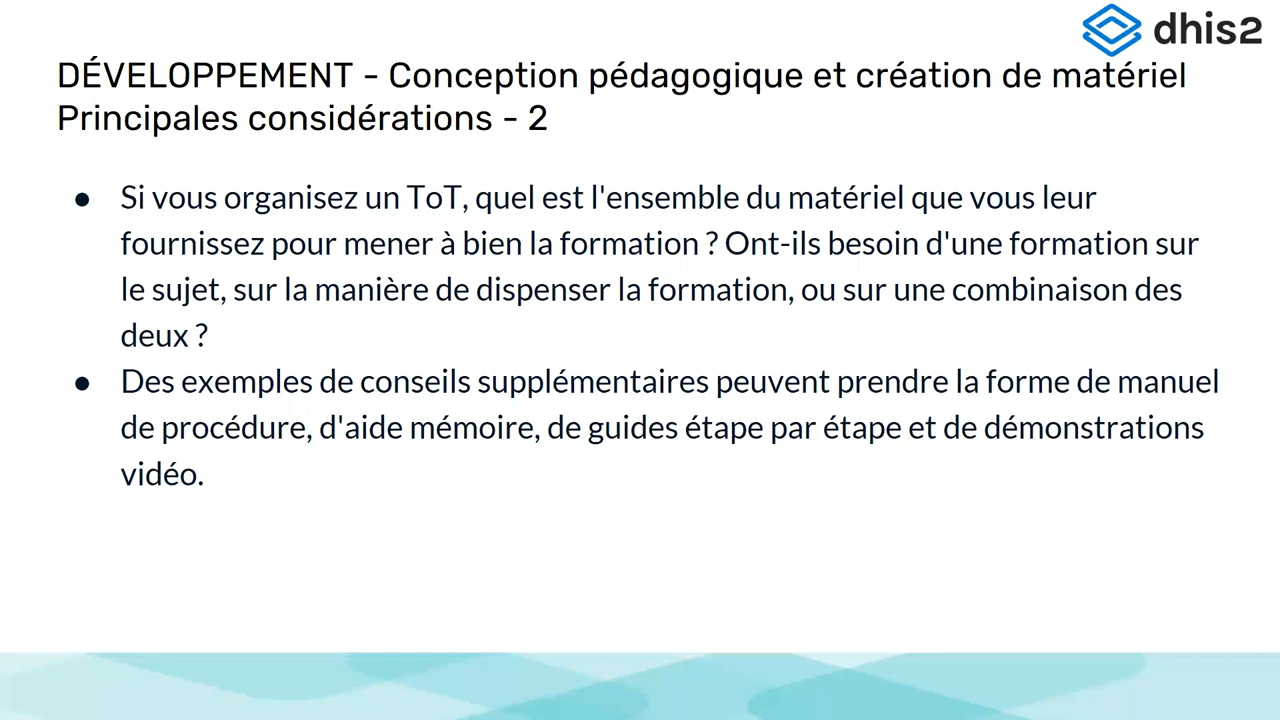 dhis2
DÉVELOPPEMENT - Conception pédagogique et création de matériel
Principales considérations - 2
● Si vous organisez un ToT, quel est l'ensemble du matériel que vous leur
fournissez pour mener à bien la formation ? Ont-ils besoin d'une formation sur
le sujet, sur la manière de dispenser la formation, ou sur une combinaison des
deux ?
● Des exemples de conseils supplémentaires peuvent prendre la forme de manuel
de procédure, d'aide mémoire, de guides étape par étape et de démonstrations
vidéo.